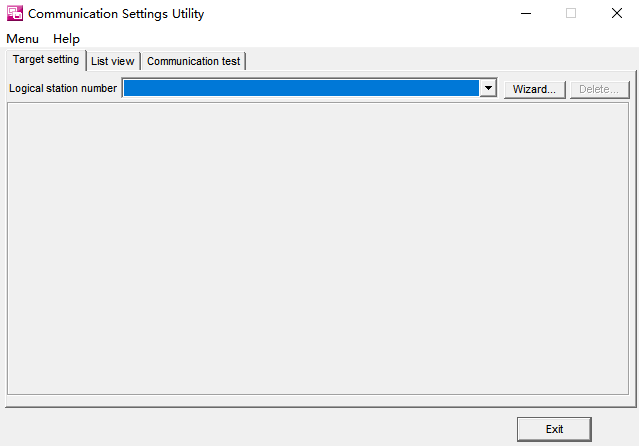 Communication Settings Utility
Menu Help
Target setting List view Communication test
Logical station number Wizard... Delete...
Exit